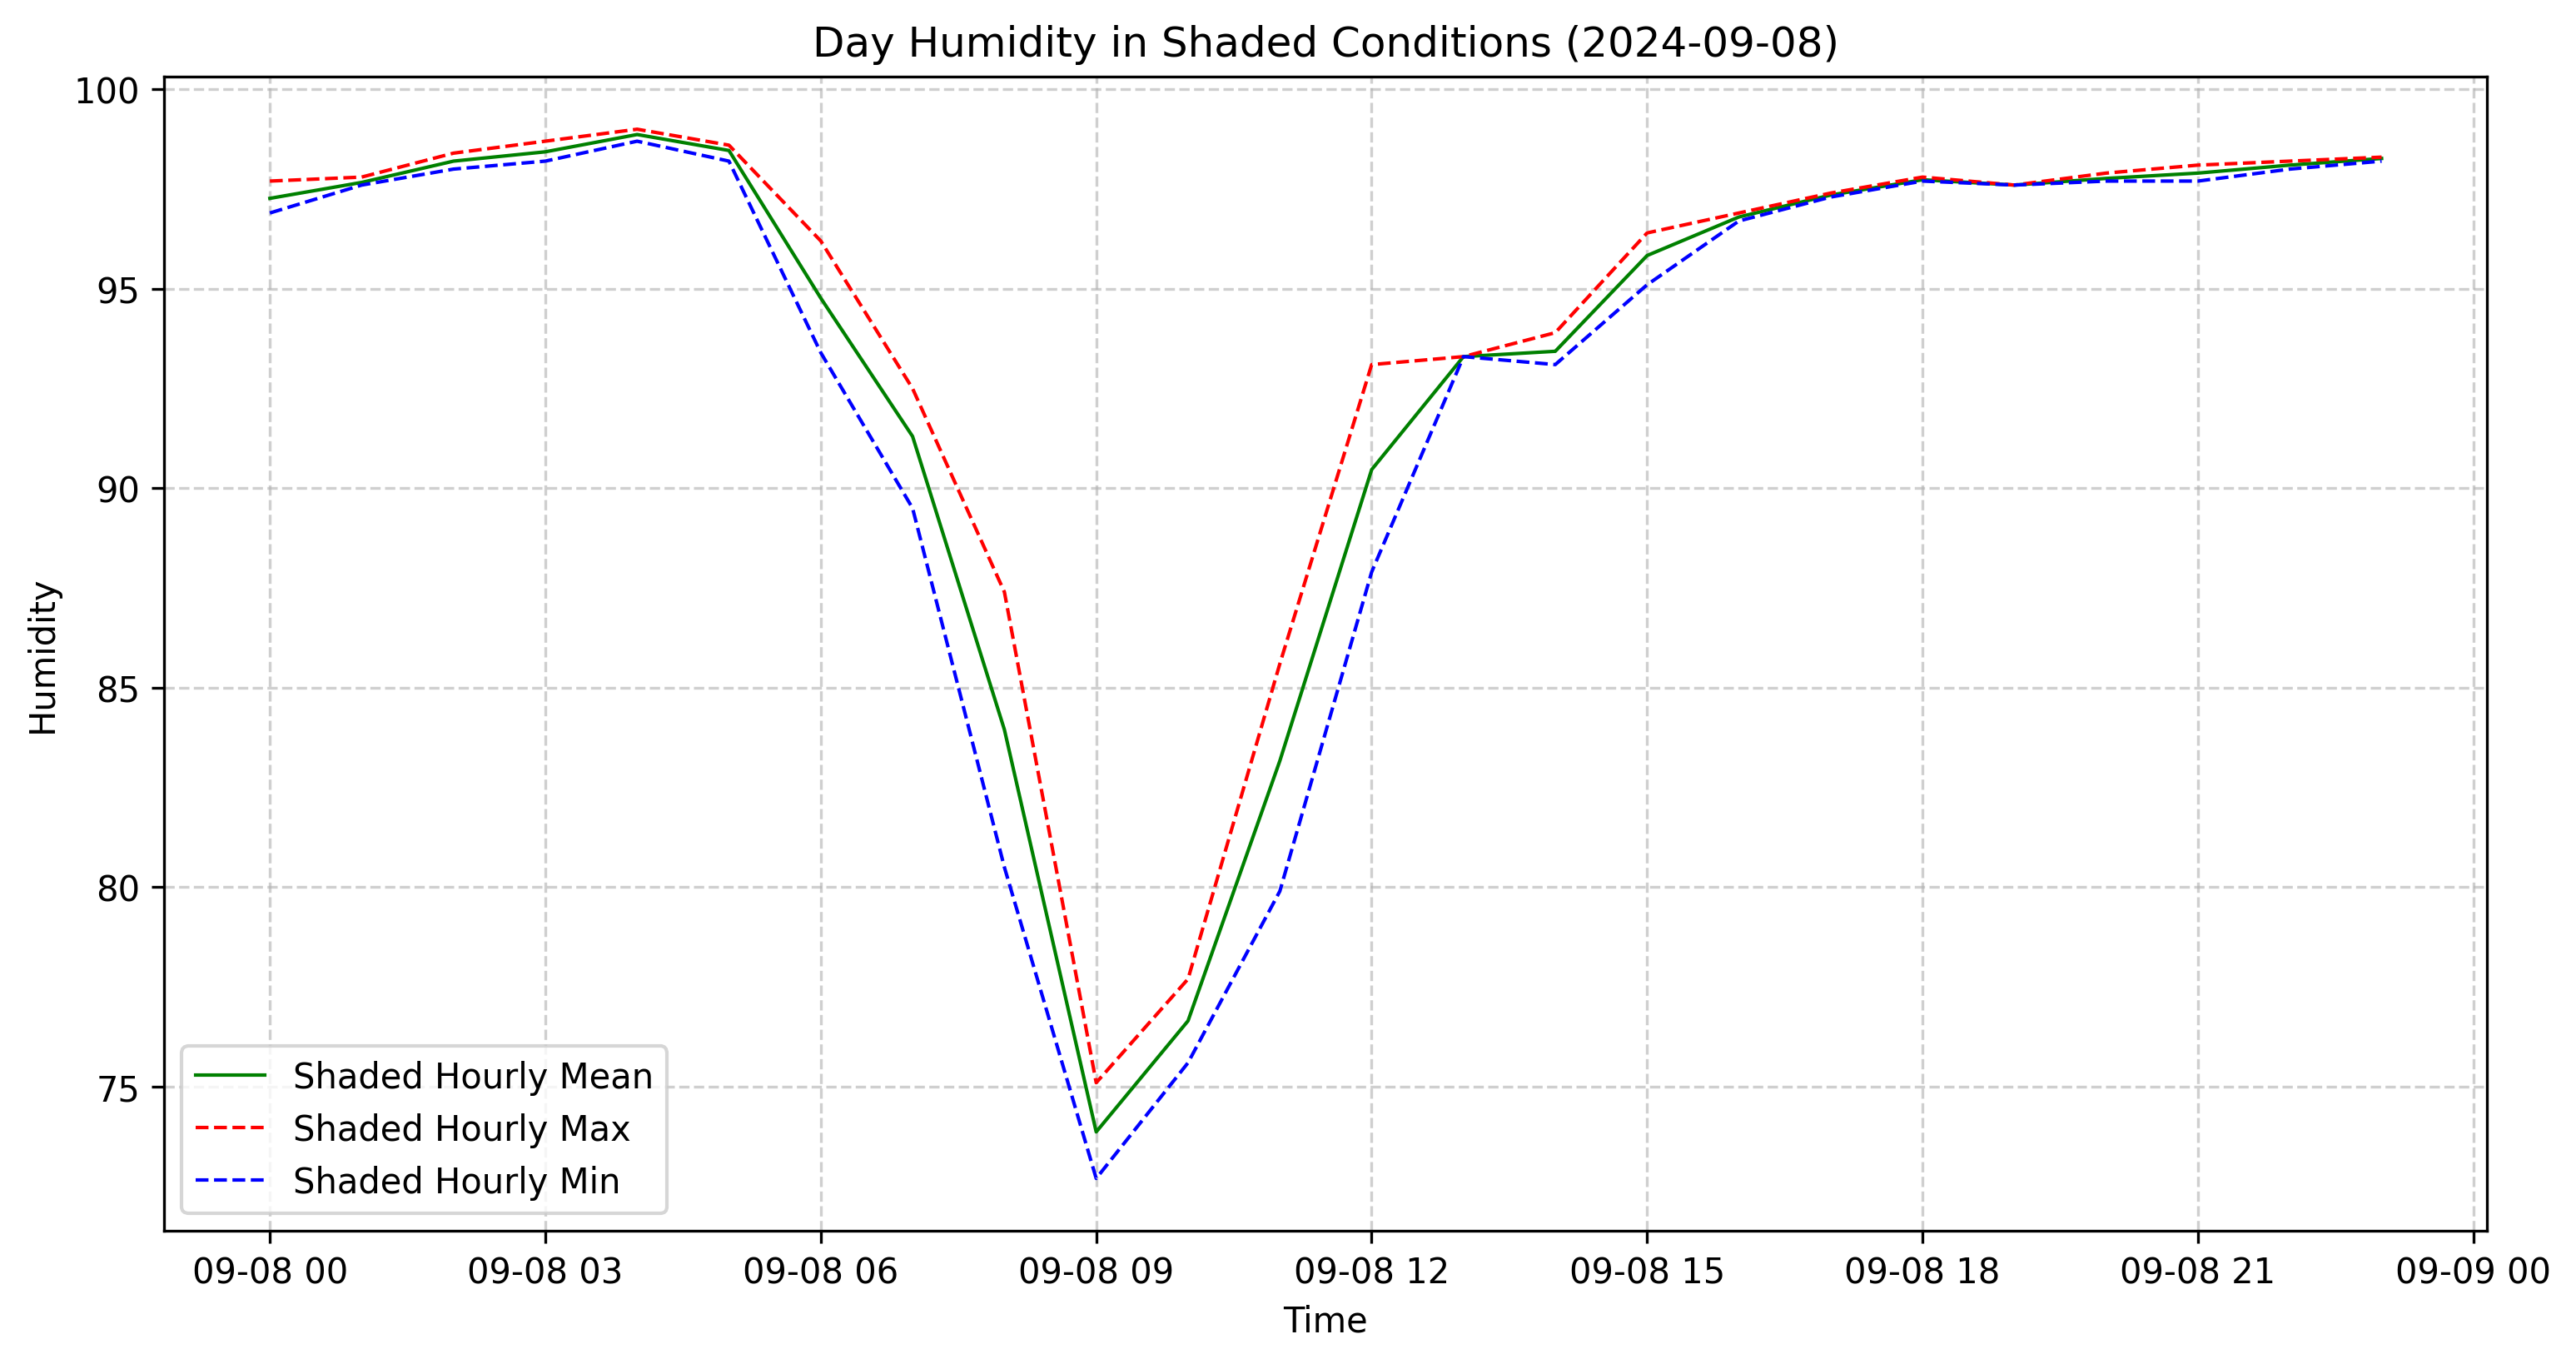 Day Humidity in Shaded Conditions (2024-09-08)
100
95
90
85
80
75
Humidity
Shaded Hourly Mean
Shaded Hourly Max
Shaded Hourly Min
09-08 00 09-08 03 09-08 06 09-08 09 09-08 12 09-08 15 09-08 18 09-08 21 09-09 00
Time